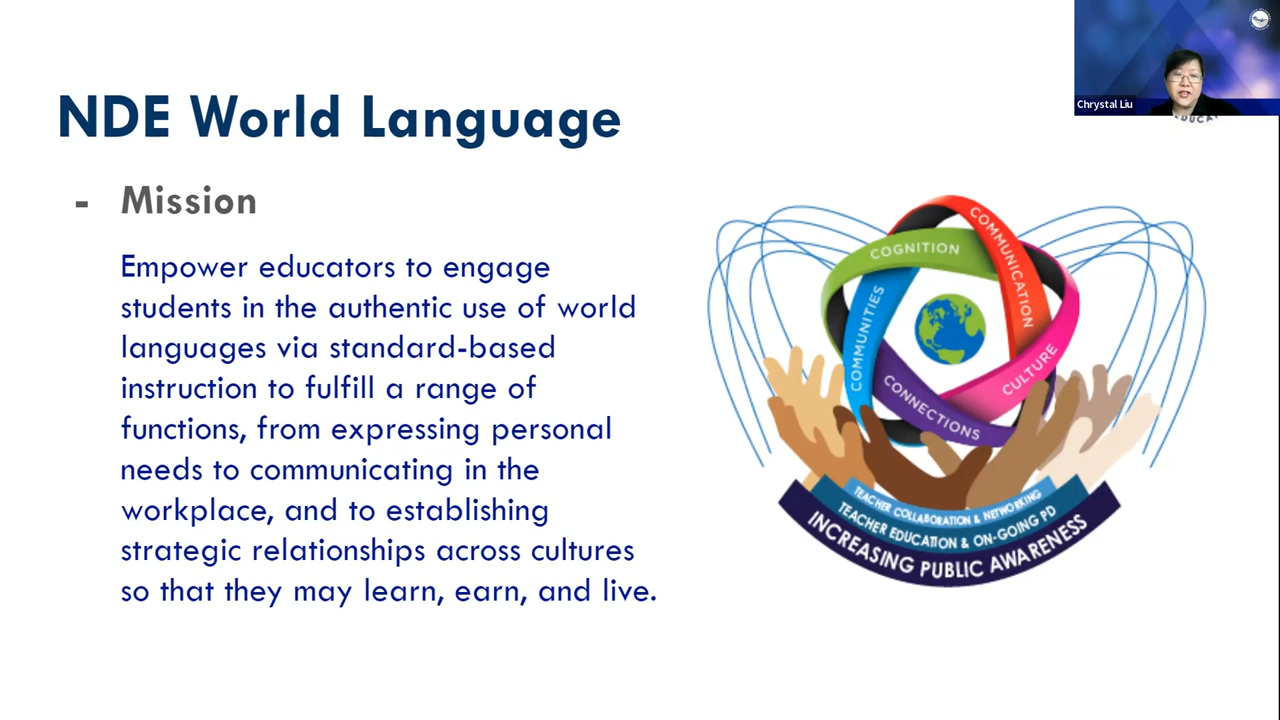 NDE World Language
- Mission
Empower educators to engage
students in the authentic use of world
languages via standard-based
instruction to fulfill a range of
functions, from expressing personal
needs to communicating in the
workplace, and to establishing
strategic relationships across cultures
so that they may learn, earn, and live.
Chrystal Liu
COGNITION
COMMUNICATION
COMMUNITIES
CULTURE
CONNECTIONS
TEACHER COLLABORATION & NETWORKING
TEACHER EDUCATION & ON-GOING PD
INCREASING PUBLIC AWARENESS